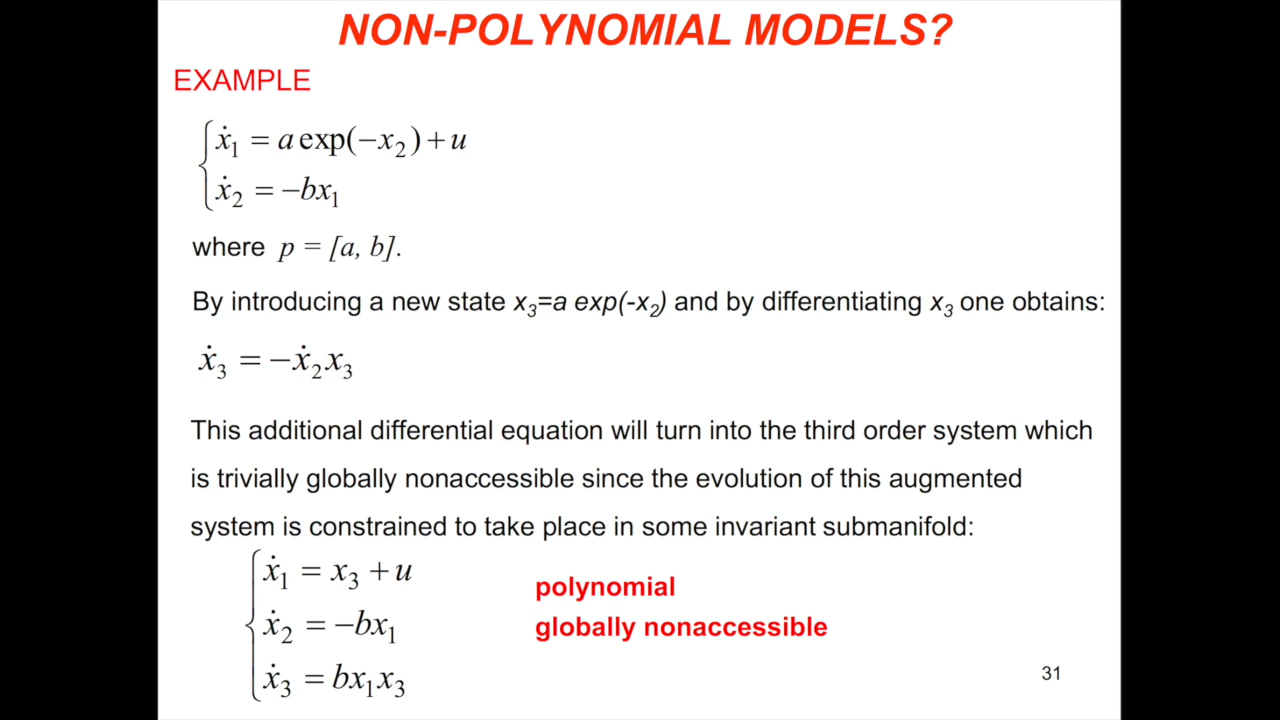 NON-POLYNOMIAL MODELS?
EXAMPLE
ẋ₁ = a exp(−x₂) + u
ẋ₂ = −bx₁
where p = [a, b].
By introducing a new state x₃=a exp(-x₂) and by differentiating x₃ one obtains:
ẋ₃ = −ẋ₂x₃
This additional differential equation will turn into the third order system which
is trivially globally nonaccessible since the evolution of this augmented
system is constrained to take place in some invariant submanifold:
ẋ₁ = x₃ + u
polynomial
ẋ₂ = −bx₁
globally nonaccessible
ẋ₃ = bx₁x₃
31